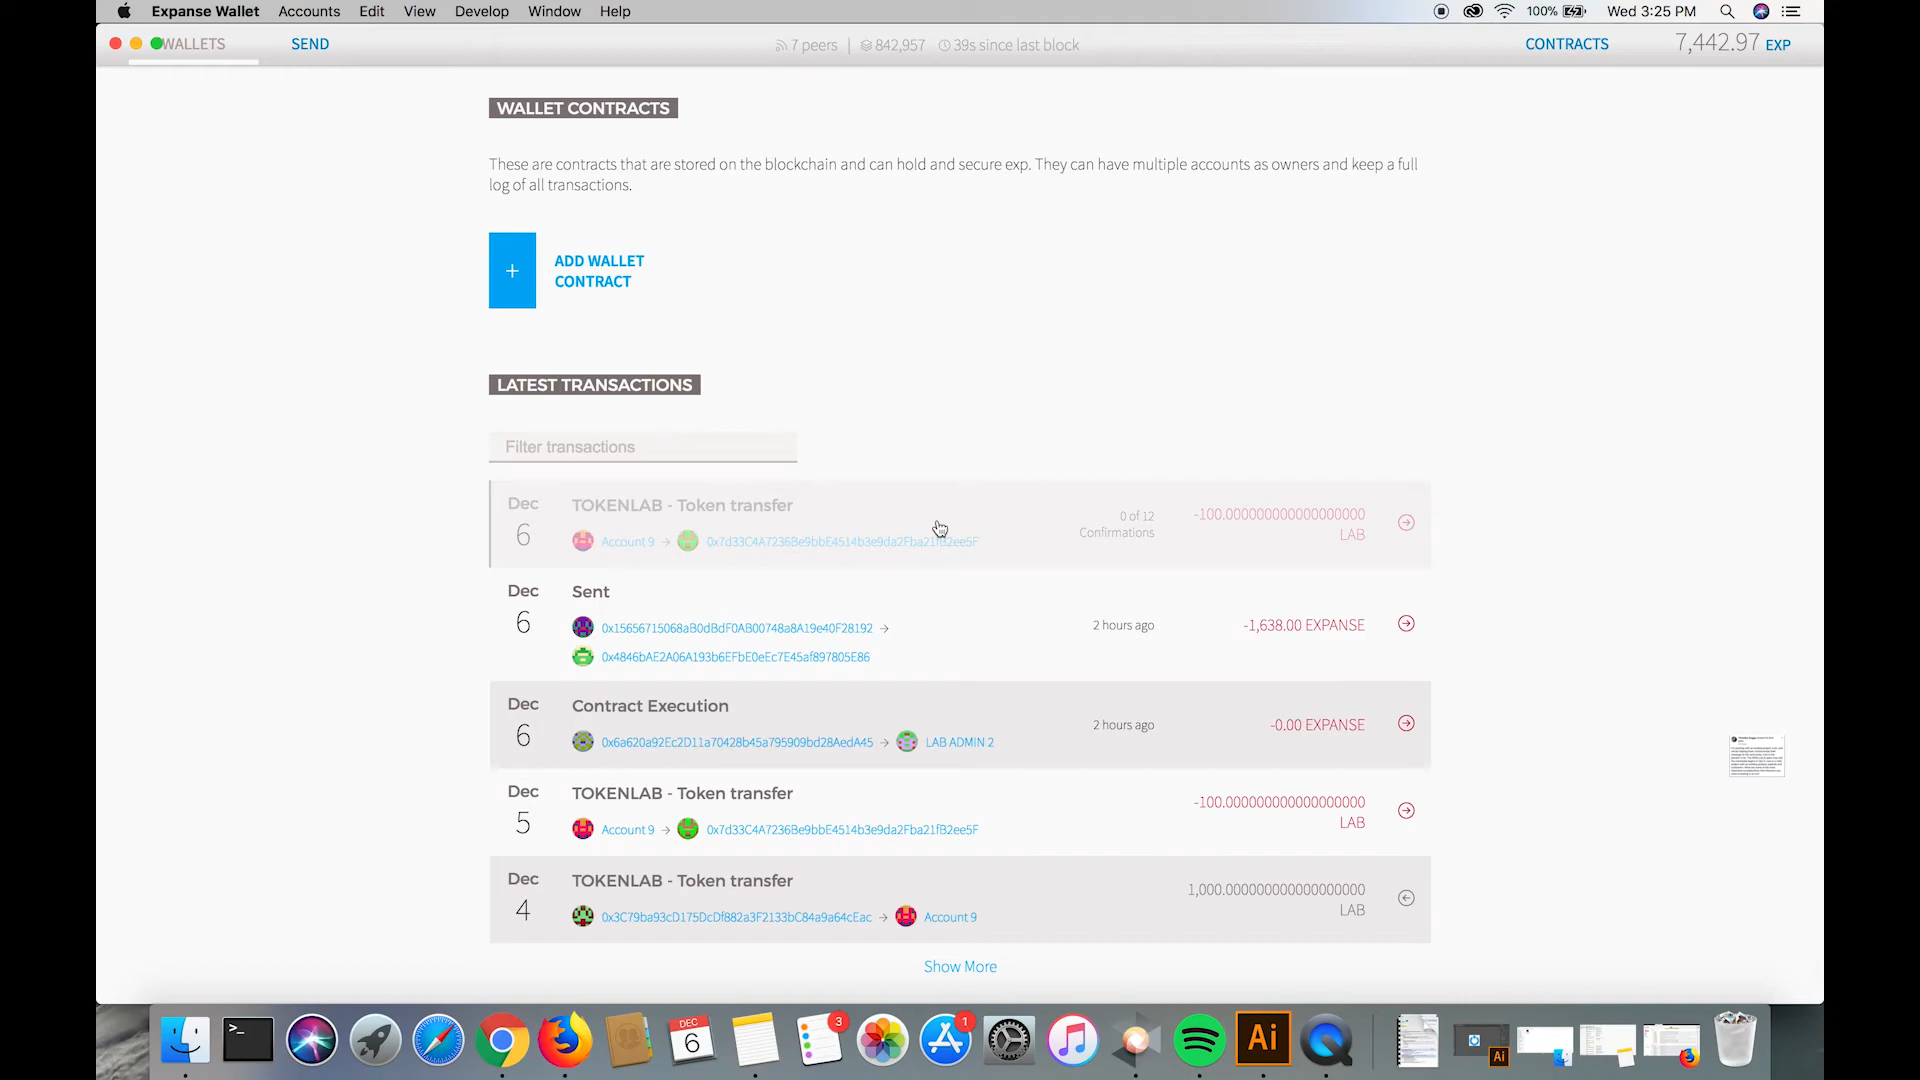 Expanse Wallet Accounts Edit View Develop Window Help 100% Wed 3:25 PM
WALLETS SEND 7 peers | 842,957 39s since last block CONTRACTS 7,442.97 EXP
WALLET CONTRACTS
These are contracts that are stored on the blockchain and can hold and secure exp. They can have multiple accounts as owners and keep a full
log of all transactions.
+ ADD WALLET
CONTRACT
LATEST TRANSACTIONS
Filter transactions
Dec TOKENLAB - Token transfer
6 Account 9 → 0x7d33C4A7236Be9bbE4514b3e9da2Fba21fB2ee5F
0 of 12
Confirmations
-100.000000000000000000
LAB
Dec Sent
6 0x15656715068aB0dBdF0AB00748a8A19e40F28192 →
0x4846bAE2A06A193b6EFbE0eEc7E45af897805E86
2 hours ago -1,638.00 EXPANSE
Dec Contract Execution
6 0x6a620a92Ec2D11a70428b45a795909bd28AedA45 → LAB ADMIN 2
2 hours ago -0.00 EXPANSE
Dec TOKENLAB - Token transfer
5 Account 9 → 0x7d33C4A7236Be9bbE4514b3e9da2Fba21fB2ee5F
-100.000000000000000000
LAB
Dec TOKENLAB - Token transfer
4 0x3C79ba93cD175DcDf882a3F2133bC84a9a64cEac → Account 9
1,000.000000000000000000
LAB
Show More
>_ DEC 6 3 1 Ai Ai